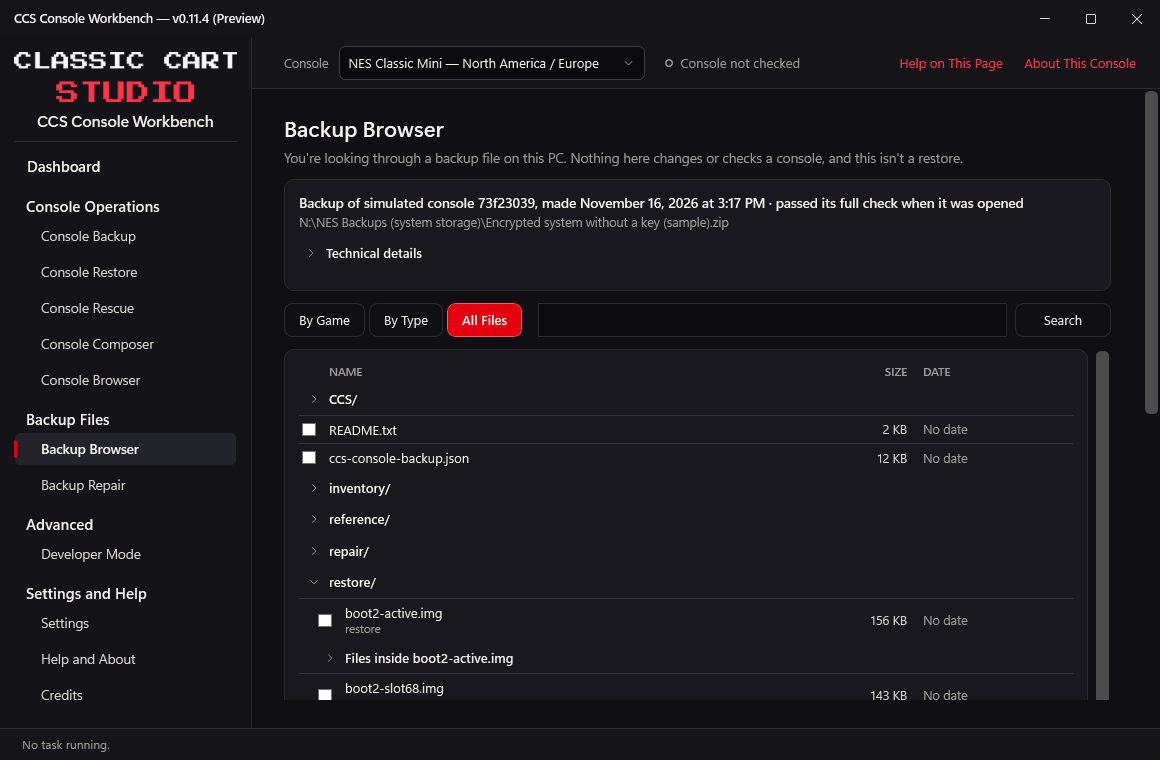 CCS Console Workbench — v0.11.4 (Preview)
CLASSIC CART
STUDIO
CCS Console Workbench
Dashboard
Console Operations
Console Backup
Console Restore
Console Rescue
Console Composer
Console Browser
Backup Files
Backup Browser
Backup Repair
Advanced
Developer Mode
Settings and Help
Settings
Help and About
Credits
Console NES Classic Mini — North America / Europe Console not checked Help on This Page About This Console
Backup Browser
You're looking through a backup file on this PC. Nothing here changes or checks a console, and this isn't a restore.
Backup of simulated console 73f23039, made November 16, 2026 at 3:17 PM · passed its full check when it was opened
N:\NES Backups (system storage)\Encrypted system without a key (sample).zip
Technical details
By Game By Type All Files Search
NAME SIZE DATE
CCS/
README.txt 2 KB No date
ccs-console-backup.json 12 KB No date
inventory/
reference/
repair/
restore/
boot2-active.img 156 KB No date
restore
Files inside boot2-active.img
boot2-slot68.img 143 KB No date
No task running.